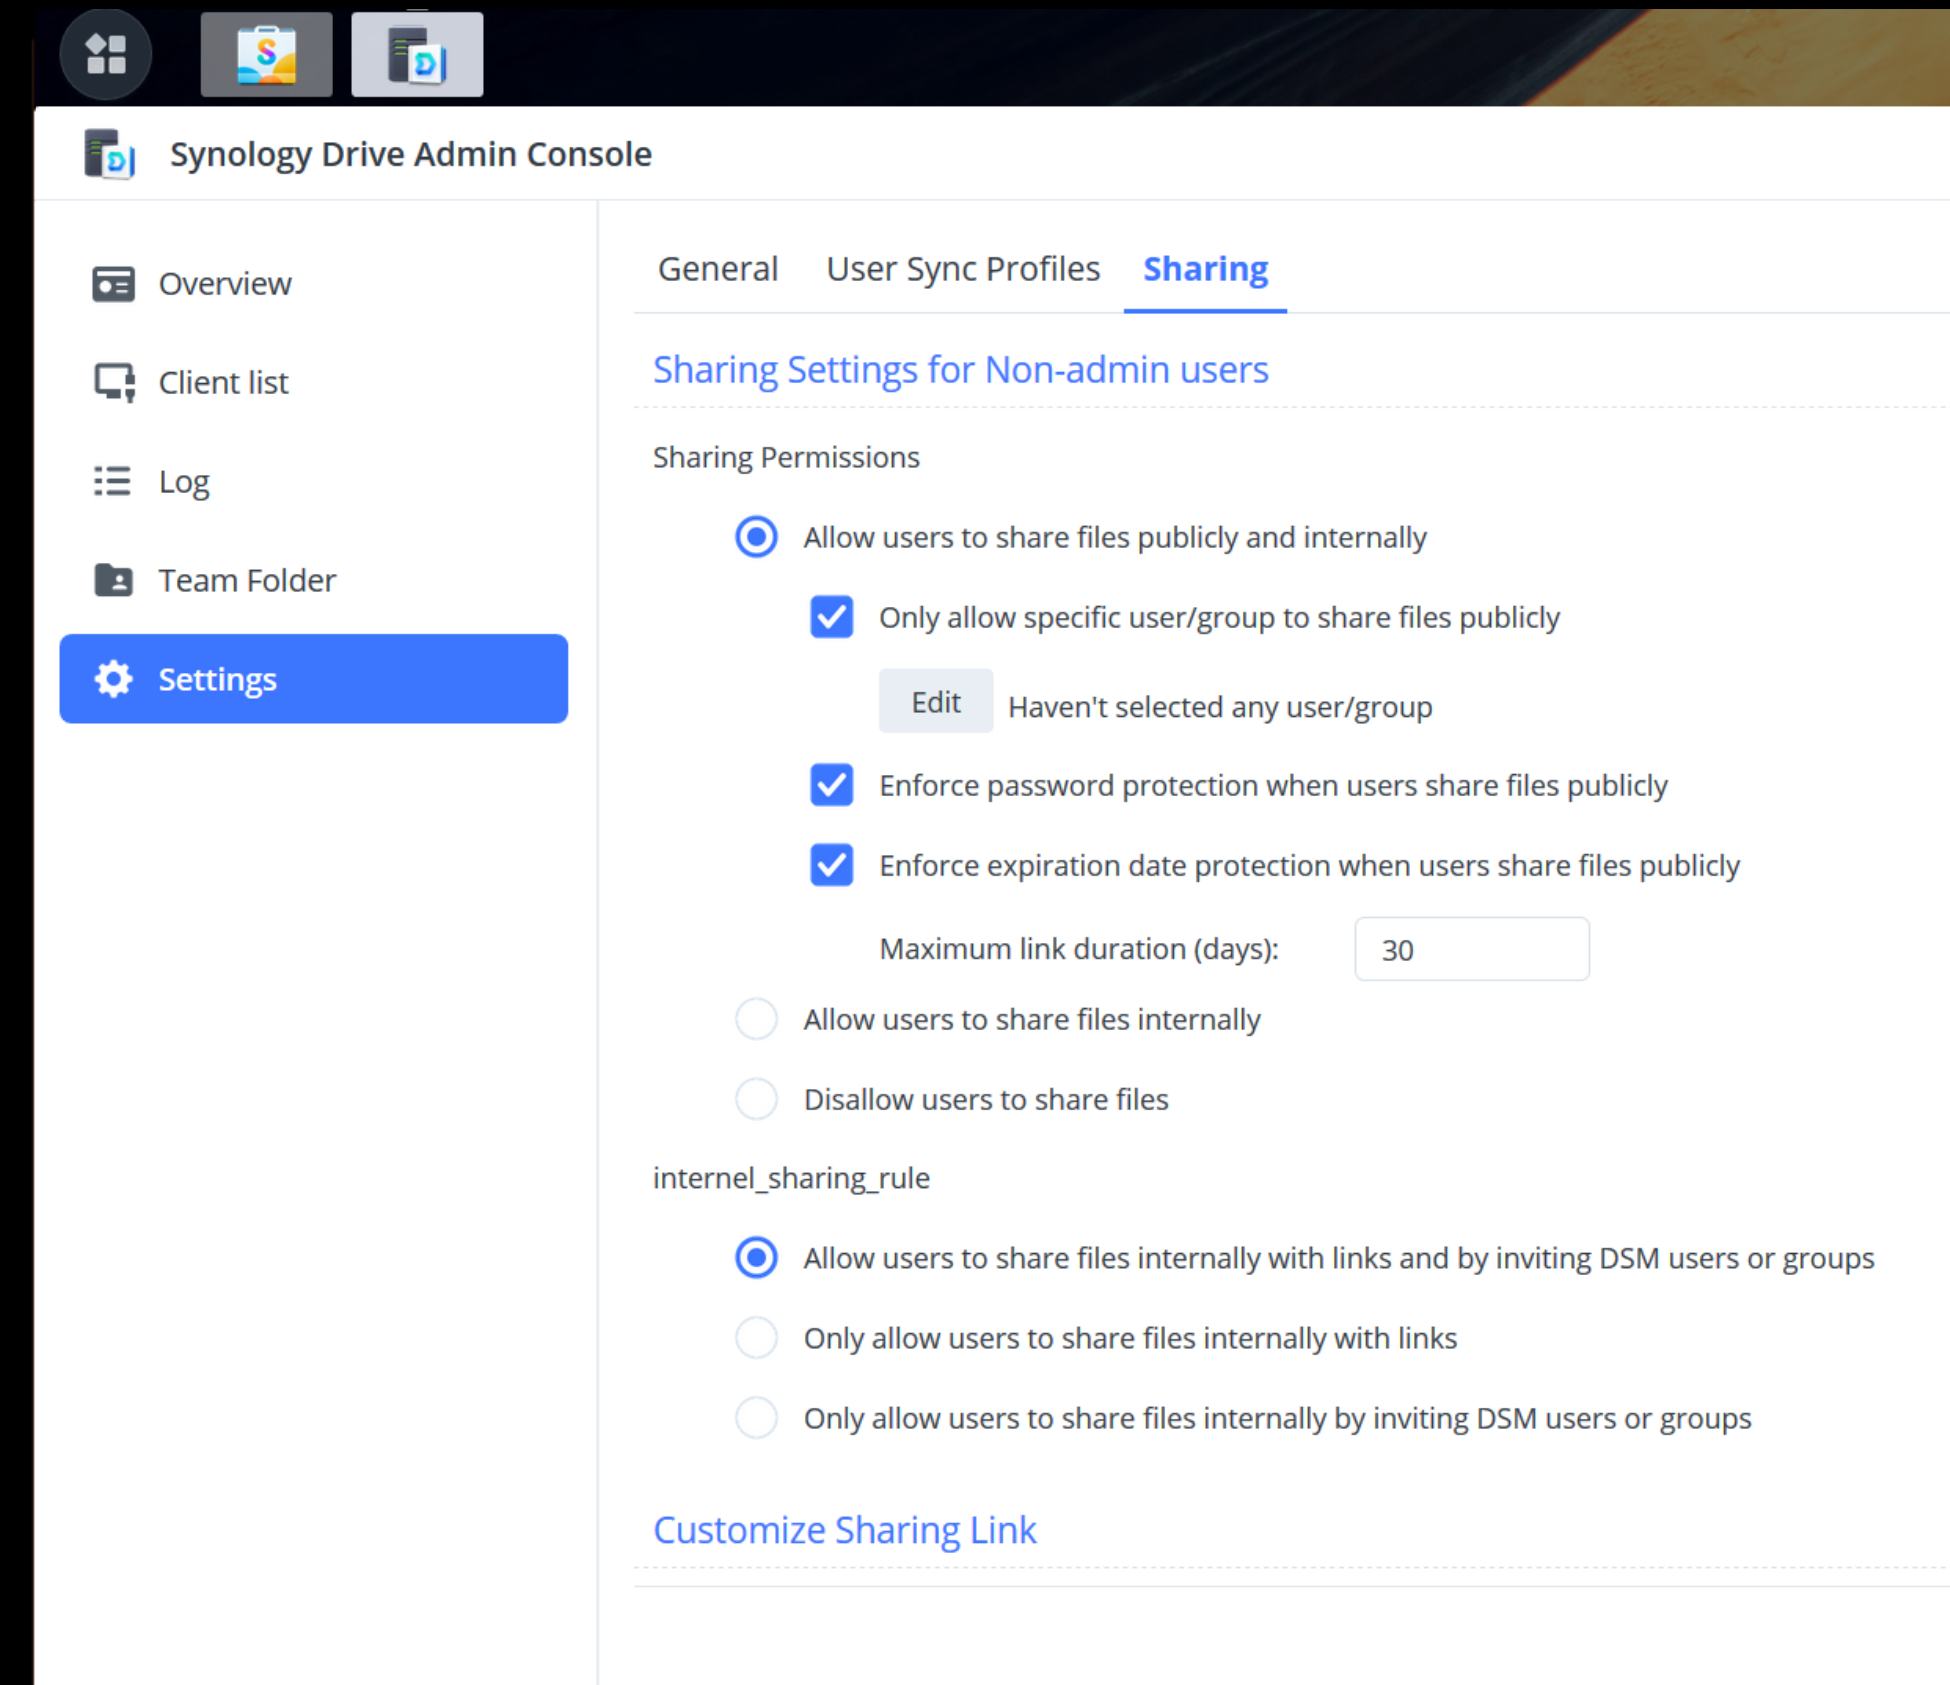 Synology Drive Admin Console
Overview
Client list
Log
Team Folder
Settings
General
User Sync Profiles
Sharing
Sharing Settings for Non-admin users
Sharing Permissions
Allow users to share files publicly and internally
Only allow specific user/group to share files publicly
Edit
Haven't selected any user/group
Enforce password protection when users share files publicly
Enforce expiration date protection when users share files publicly
Maximum link duration (days):
30
Allow users to share files internally
Disallow users to share files
internel_sharing_rule
Allow users to share files internally with links and by inviting DSM users or groups
Only allow users to share files internally with links
Only allow users to share files internally by inviting DSM users or groups
Customize Sharing Link